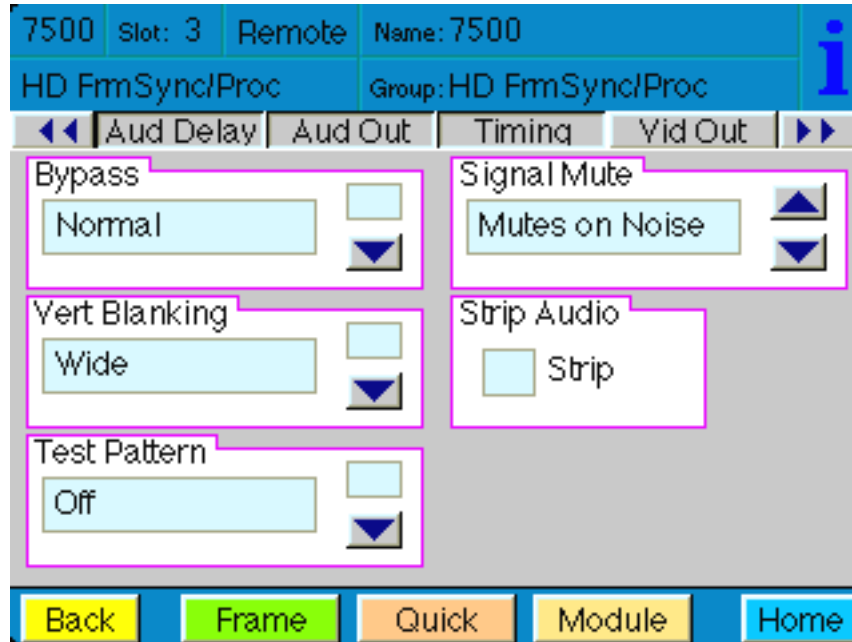 7500 Slot: 3 Remote Name: 7500
HD FrmSync/Proc Group: HD FrmSync/Proc
i
Aud Delay Aud Out Timing Vid Out
Bypass
Normal
Signal Mute
Mutes on Noise
Vert Blanking
Wide
Strip Audio
Strip
Test Pattern
Off
Back Frame Quick Module Home